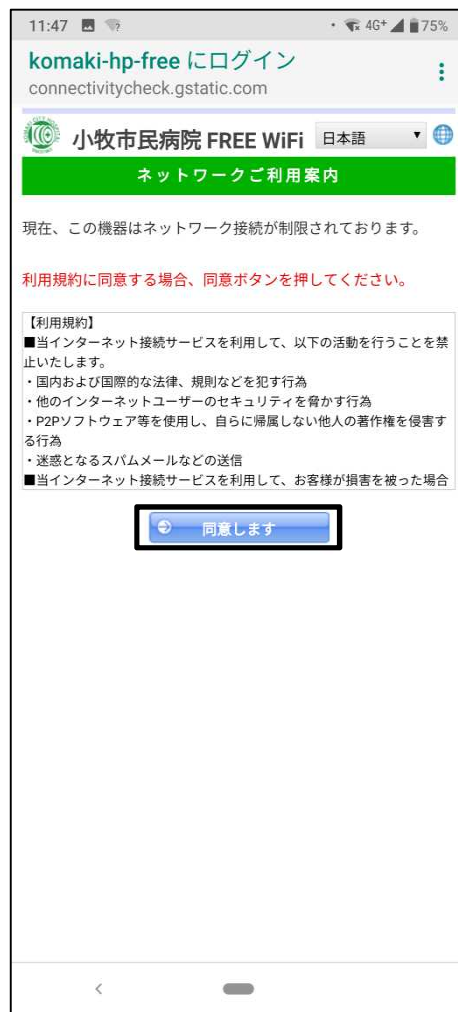 11:47 4G+ 75%
komaki-hp-free にログイン
connectivitycheck.gstatic.com
小牧市民病院 FREE WiFi 日本語
ネットワークご利用案内
現在、この機器はネットワーク接続が制限されております。
利用規約に同意する場合、同意ボタンを押してください。
【利用規約】
■当インターネット接続サービスを利用して、以下の活動を行うことを禁
止いたします。
・国内および国際的な法律、規則などを犯す行為
・他のインターネットユーザーのセキュリティを脅かす行為
・P2Pソフトウェア等を使用し、自らに帰属しない他人の著作権を侵害す
る行為
・迷惑となるスパムメールなどの送信
■当インターネット接続サービスを利用して、お客様が損害を被った場合
同意します